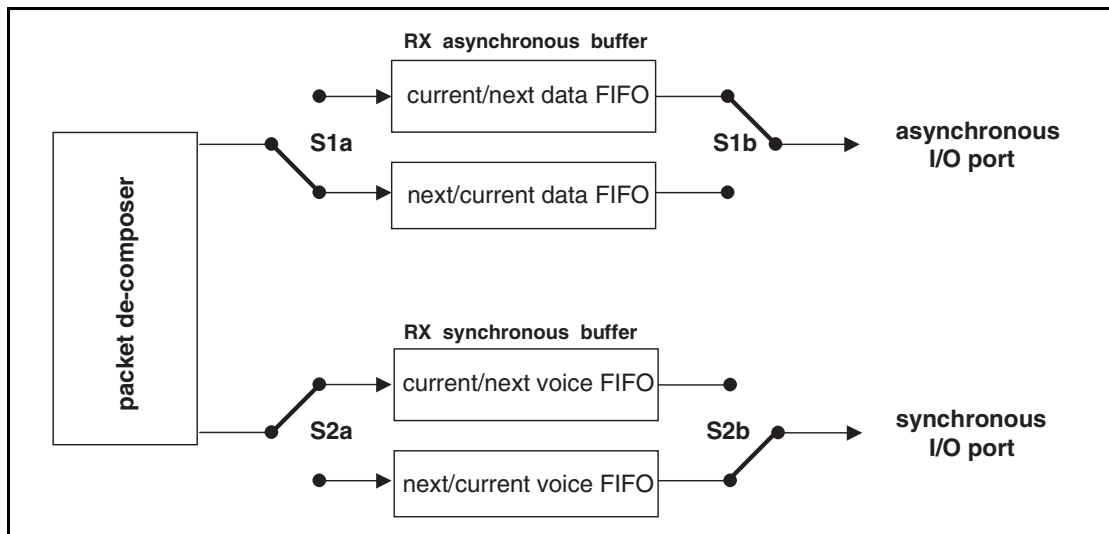 RX asynchronous buffer
current/next data FIFO
S1a
S1b
asynchronous
I/O port
next/current data FIFO
packet de-composer
RX synchronous buffer
current/next voice FIFO
S2a
S2b
synchronous
I/O port
next/current voice FIFO